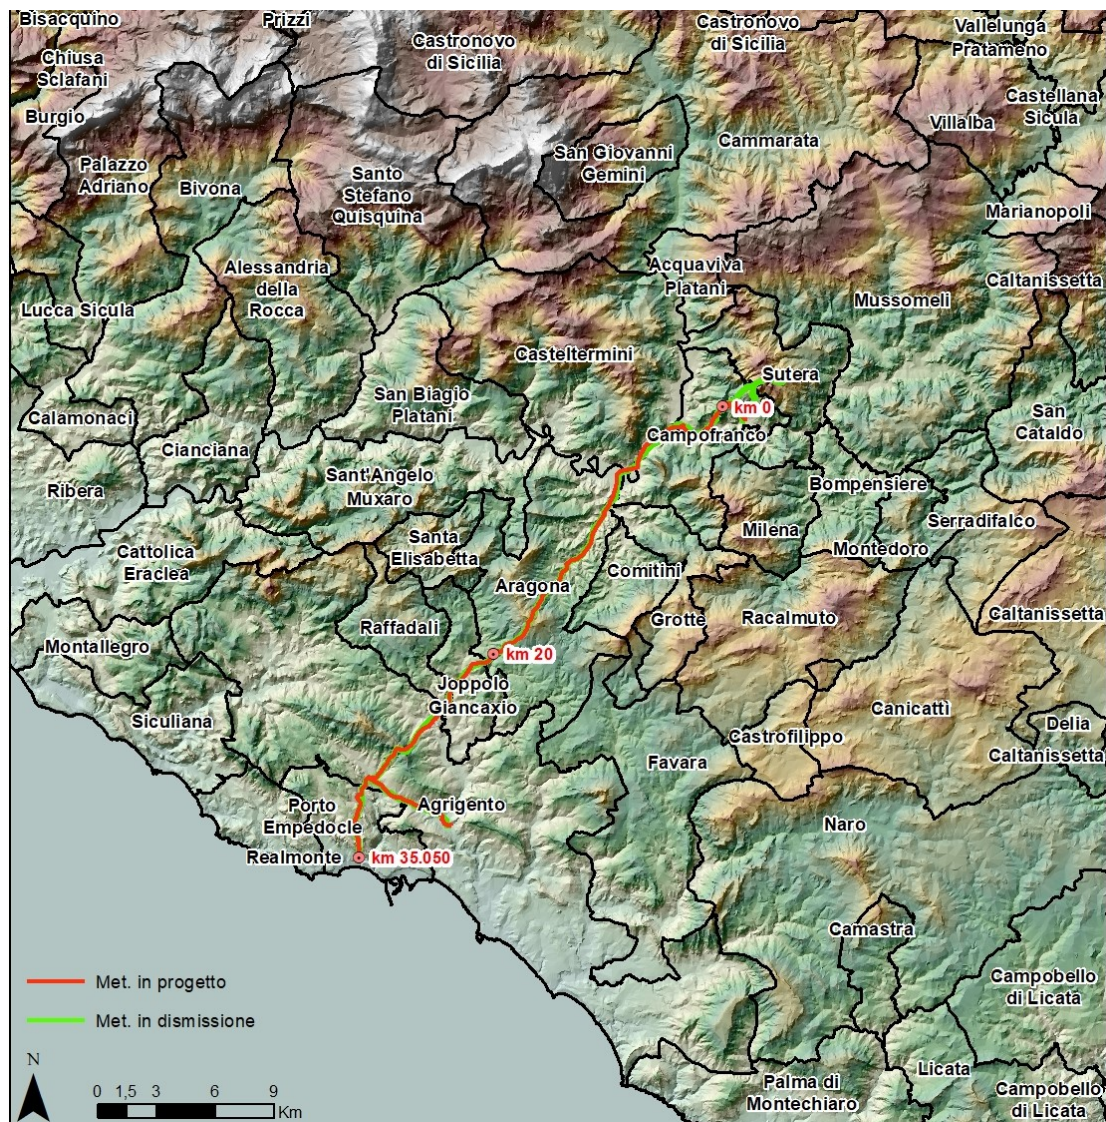 Bisacquino
Prizzi
Castronovo
di Sicilia
Castronovo
di Sicilia
Vallelunga
Pratameno
Chiusa
Sclafani
Castellana
Sicula
Burgio
Villalba
Cammarata
San Giovanni
Gemini
Palazzo
Adriano
Bivona
Santo
Stefano
Quisquina
Marianopoli
Alessandria
della
Rocca
Acquaviva
Platani
Caltanissetta
Mussomeli
Lucca Sicula
Casteltermini
Sutera
San Biagio
Platani
km 0
Calamonaci
San
Cataldo
Campofranco
Cianciana
Sant'Angelo
Muxaro
Ribera
Bompensiere
Serradifalco
Milena
Santa
Elisabetta
Montedoro
Cattolica
Eraclea
Comitini
Aragona
Grotte
Racalmuto
Caltanissetta
Raffadali
Montallegro
km 20
Joppolo
Giancaxio
Siculiana
Canicattì
Delia
Castrofilippo
Caltanissetta
Favara
Porto
Empedocle
Agrigento
Naro
Realmonte
km 35.050
Camastra
Met. in progetto
Campobello
di Licata
Met. in dismissione
N
Licata
Palma di
Montechiaro
Campobello
di Licata
0 1,5 3 6 9
Km